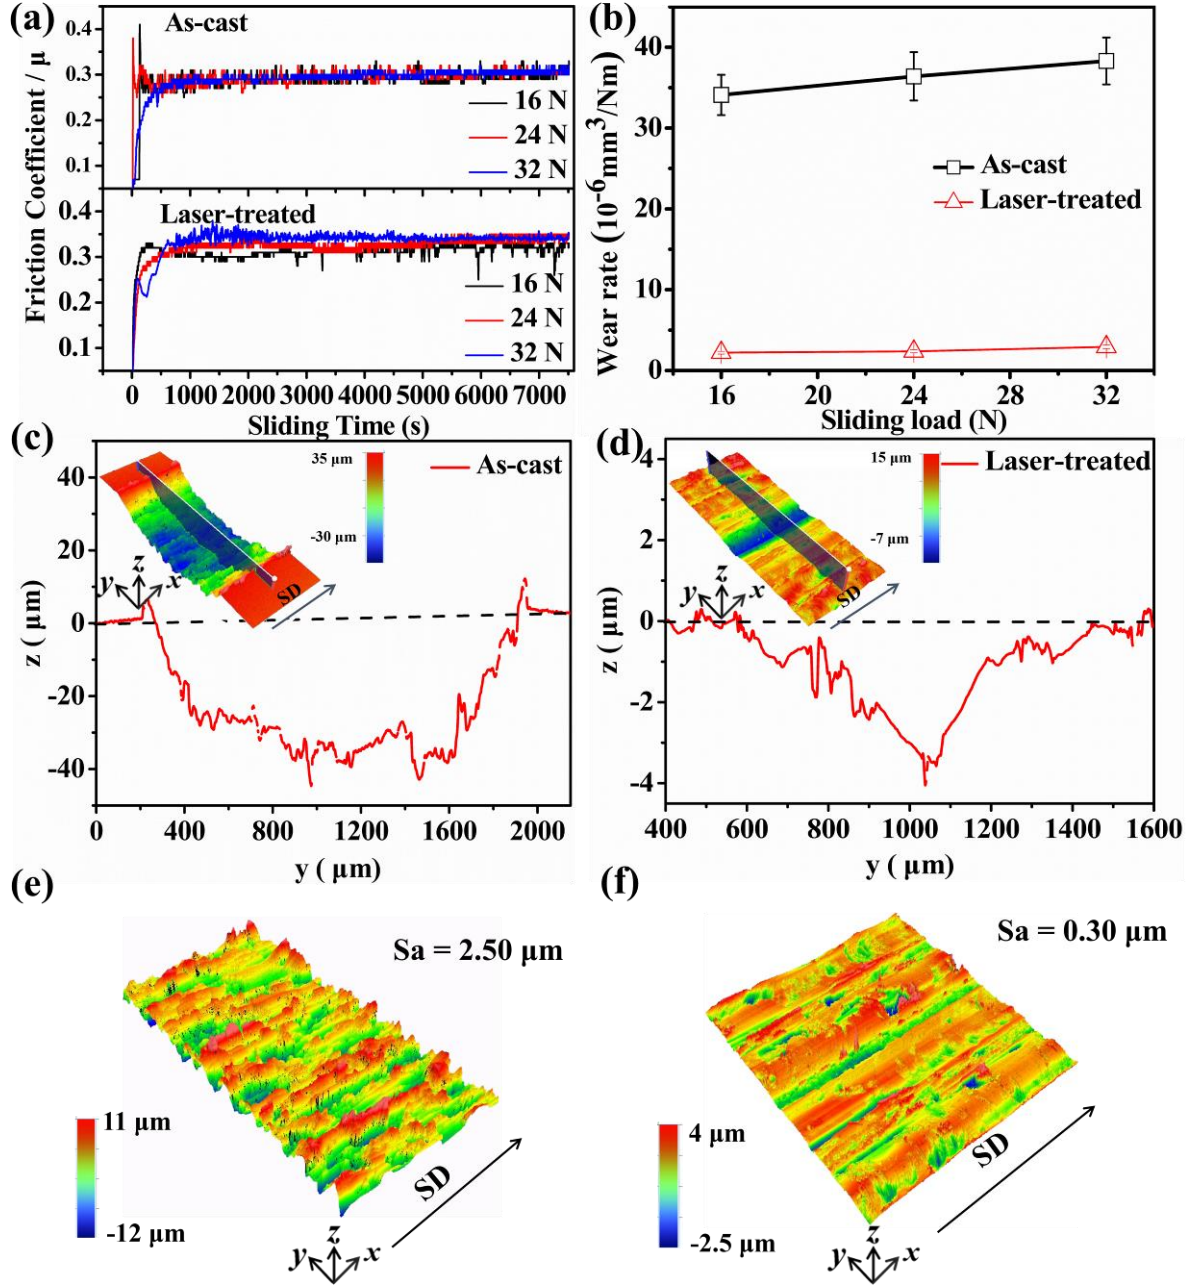 (a)
As-cast
0.4
0.3
0.2
0.1
16 N
24 N
32 N
Laser-treated
0.4
0.3
0.2
0.1
16 N
24 N
32 N
Friction Coefficient / μ
0 1000 2000 3000 4000 5000 6000 7000
Sliding Time (s)
(b)
40
30
20
10
0
Wear rate (10⁻⁶mm³/Nm)
As-cast
Laser-treated
16 20 24 28 32
Sliding load (N)
(c)
As-cast
35 μm
-30 μm
40
20
0
-20
-40
z ( μm)
y z x
SD
0 400 800 1200 1600 2000
y ( μm)
(d)
Laser-treated
15 μm
-7 μm
4
2
0
-2
-4
z ( μm)
y z x
SD
400 600 800 1000 1200 1400 1600
y ( μm)
(e)
Sa = 2.50 μm
11 μm
-12 μm
SD
y z x
(f)
Sa = 0.30 μm
4 μm
-2.5 μm
SD
y z x